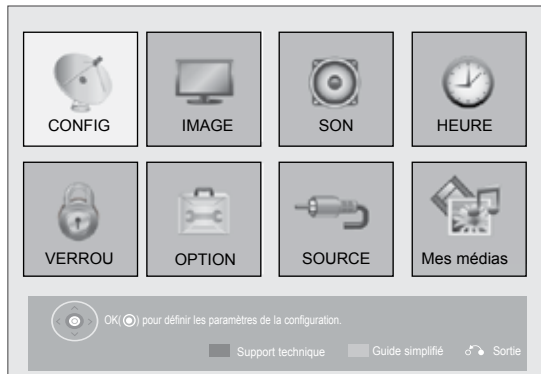 CONFIG IMAGE SON HEURE
VERROU OPTION SOURCE Mes médias
OK(◉) pour définir les paramètres de la configuration.
Support technique Guide simplifié Sortie